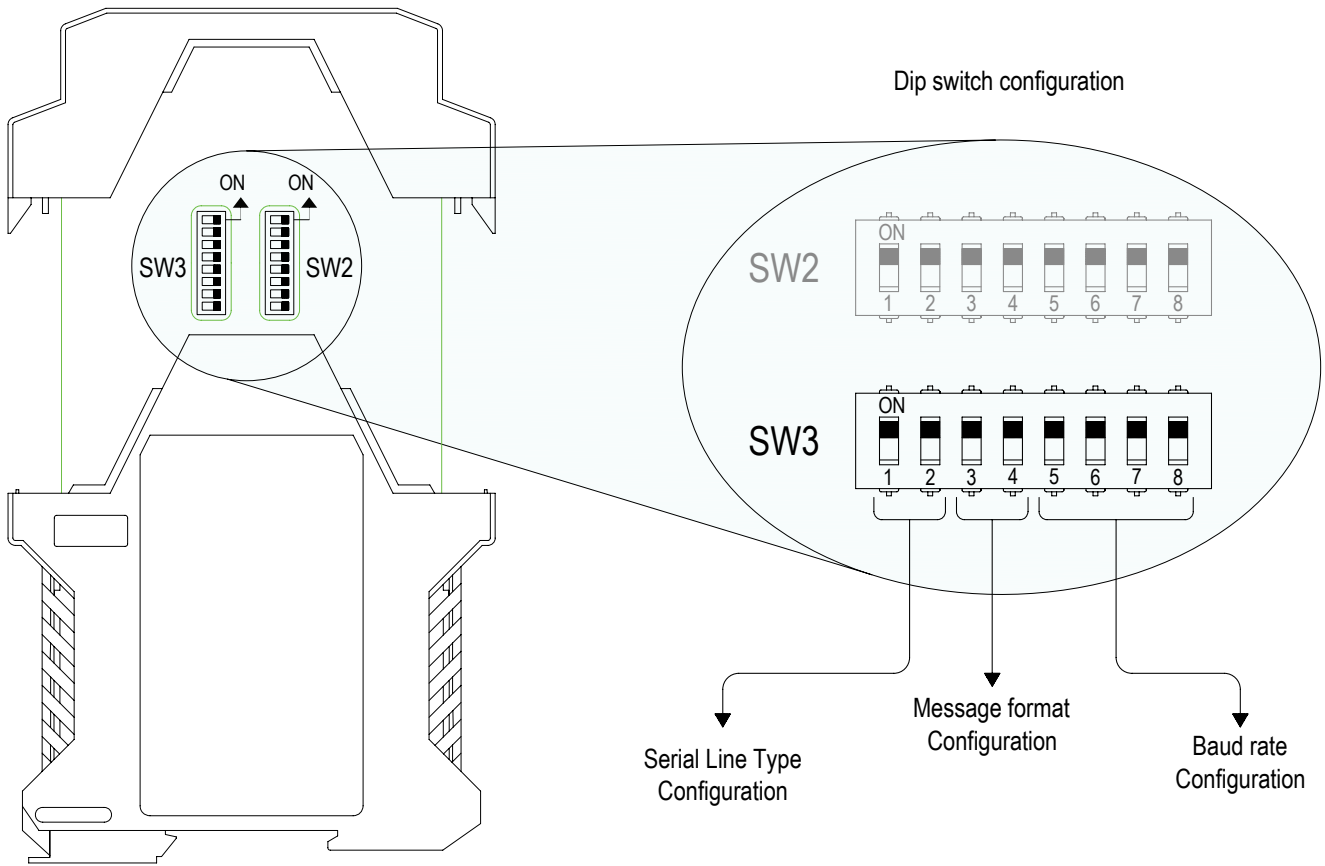 Dip switch configuration
ON ON
SW3 SW2
SW2
ON
1 2 3 4 5 6 7 8
SW3
ON
1 2 3 4 5 6 7 8
Serial Line Type
Configuration
Message format
Configuration
Baud rate
Configuration